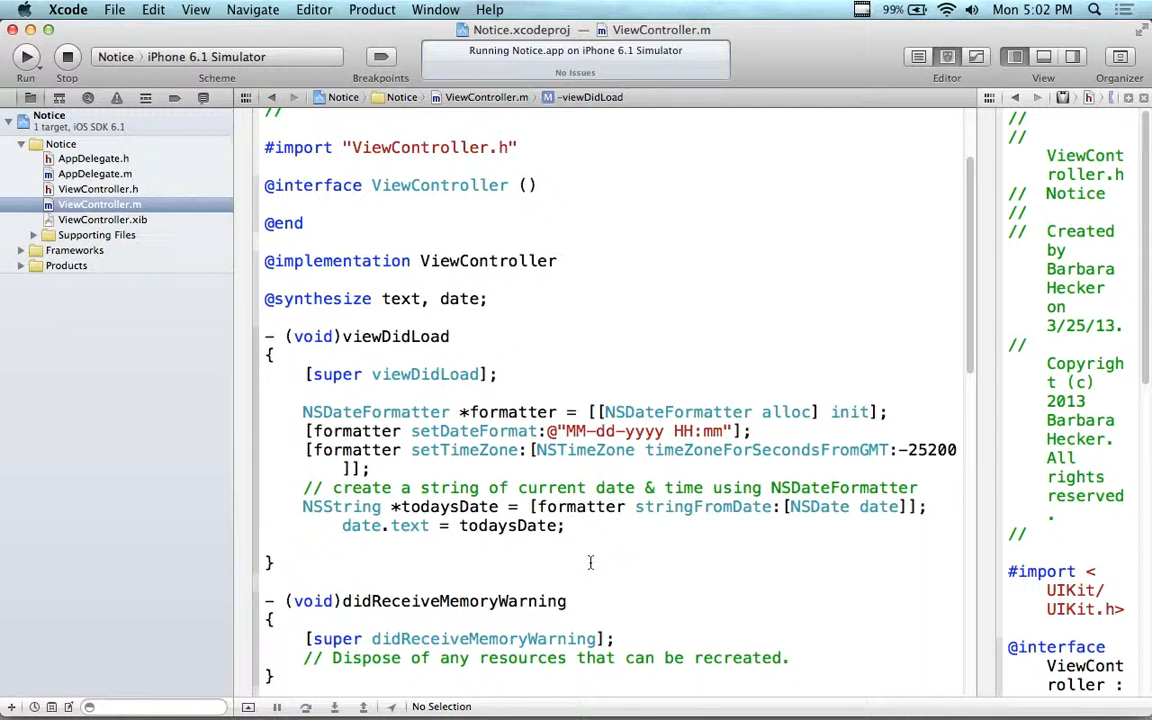 Xcode File Edit View Navigate Editor Product Window Help 99% Mon 5:02 PM
Notice.xcodeproj — ViewController.m
Notice › iPhone 6.1 Simulator
Running Notice.app on iPhone 6.1 Simulator
No Issues
Run Stop Scheme Breakpoints Editor View Organizer
Notice › Notice › ViewController.m › M -viewDidLoad
Notice
1 target, iOS SDK 6.1
Notice
AppDelegate.h
AppDelegate.m
ViewController.h
ViewController.m
ViewController.xib
Supporting Files
Frameworks
Products
//
#import "ViewController.h"
@interface ViewController ()
@end
@implementation ViewController
@synthesize text, date;
- (void)viewDidLoad
{
[super viewDidLoad];
NSDateFormatter *formatter = [[NSDateFormatter alloc] init];
[formatter setDateFormat:@"MM-dd-yyyy HH:mm"];
[formatter setTimeZone:[NSTimeZone timeZoneForSecondsFromGMT:-25200
]];
// create a string of current date & time using NSDateFormatter
NSString *todaysDate = [formatter stringFromDate:[NSDate date]];
date.text = todaysDate;
}
- (void)didReceiveMemoryWarning
{
[super didReceiveMemoryWarning];
// Dispose of any resources that can be recreated.
}
//
//
ViewCont
roller.h
// Notice
//
// Created
by
Barbara
Hecker
on
3/25/13.
//
// Copyrigh
t (c)
2013
Barbara
Hecker.
All
rights
reserved
.
//
#import <
UIKit/
UIKit.h>
@interface
ViewCont
roller :
No Selection